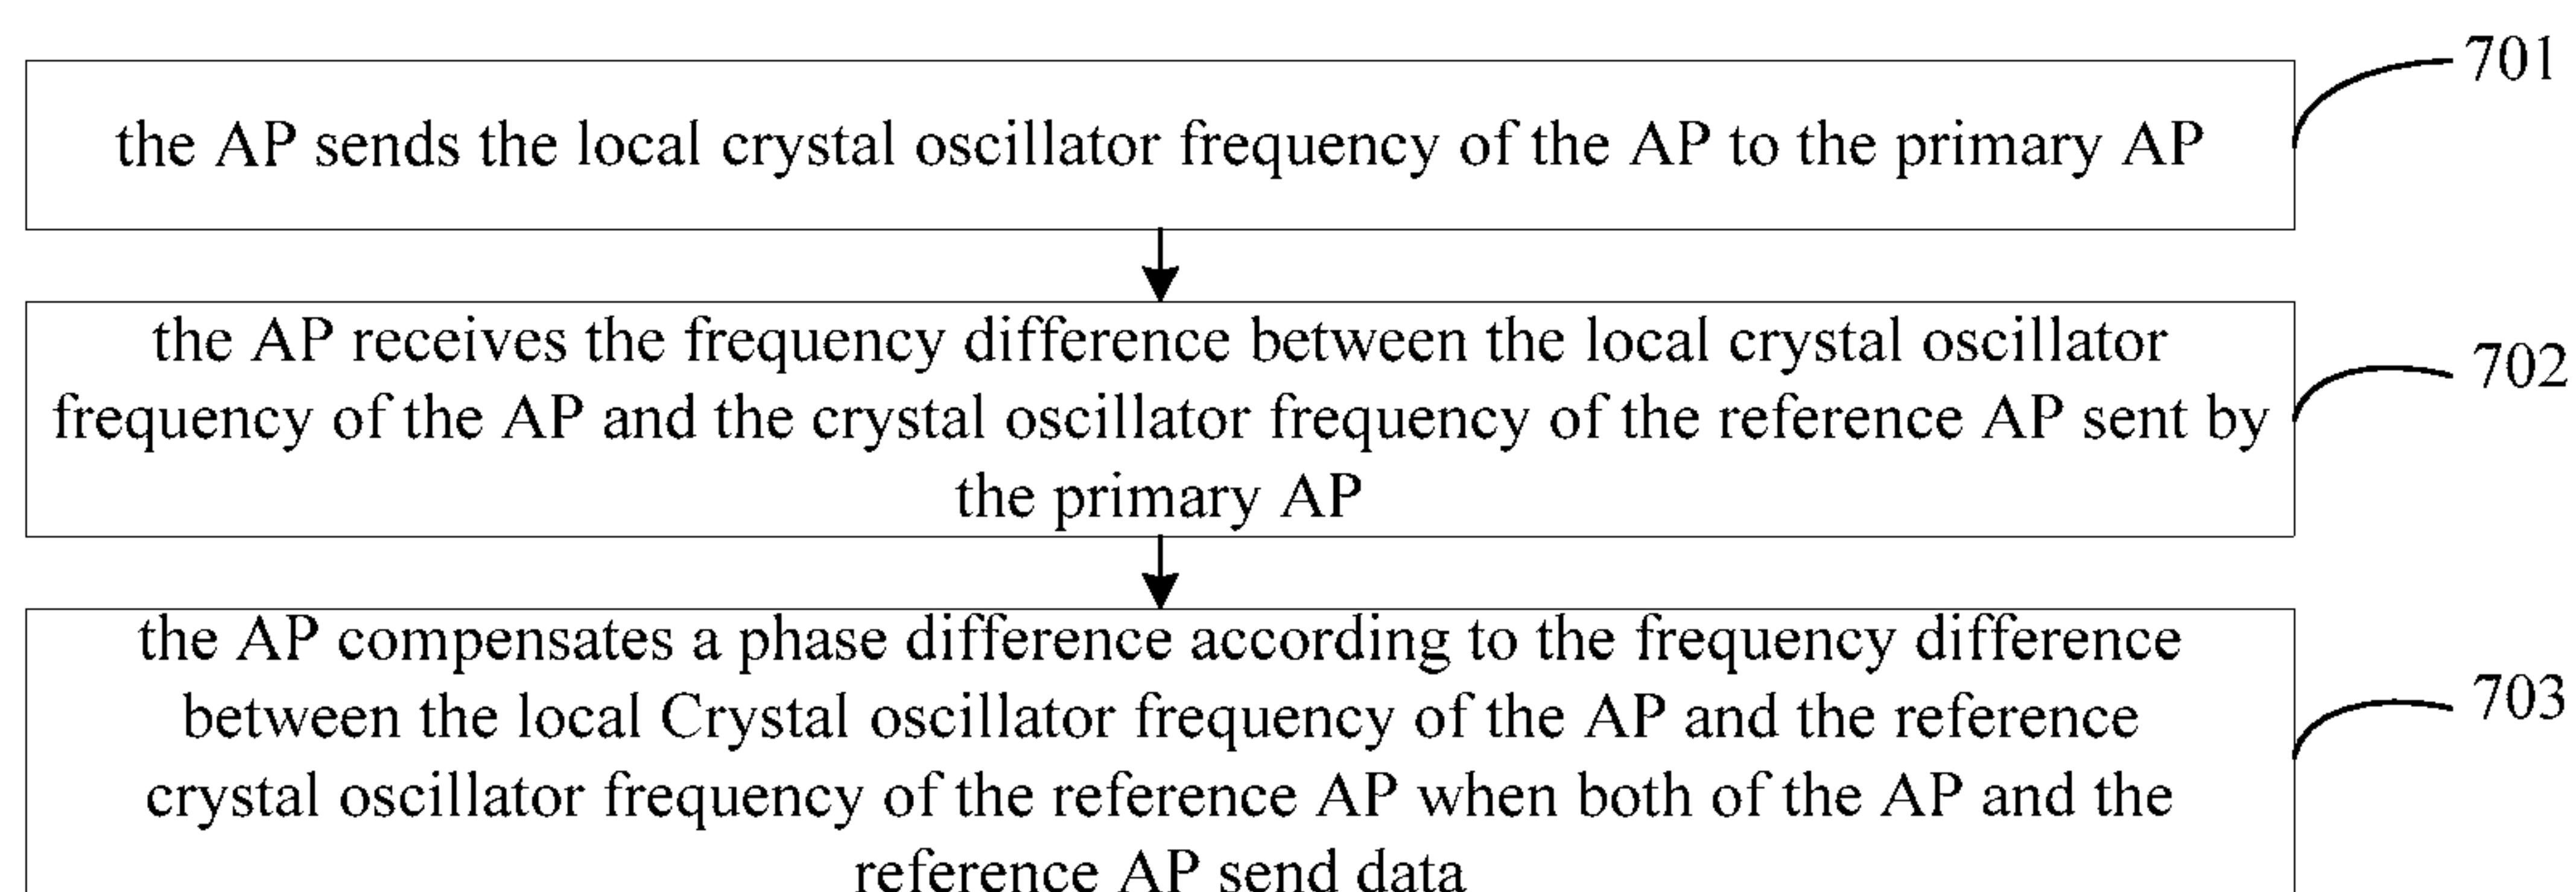 701
the AP sends the local crystal oscillator frequency of the AP to the primary AP
the AP receives the frequency difference between the local crystal oscillator
702
frequency of the AP and the crystal oscillator frequency of the reference AP sent by
the primary AP
the AP compensates a phase difference according to the frequency difference
703
between the local Crystal oscillator frequency of the AP and the reference
crystal oscillator frequency of the reference AP when both of the AP and the
reference AP send data